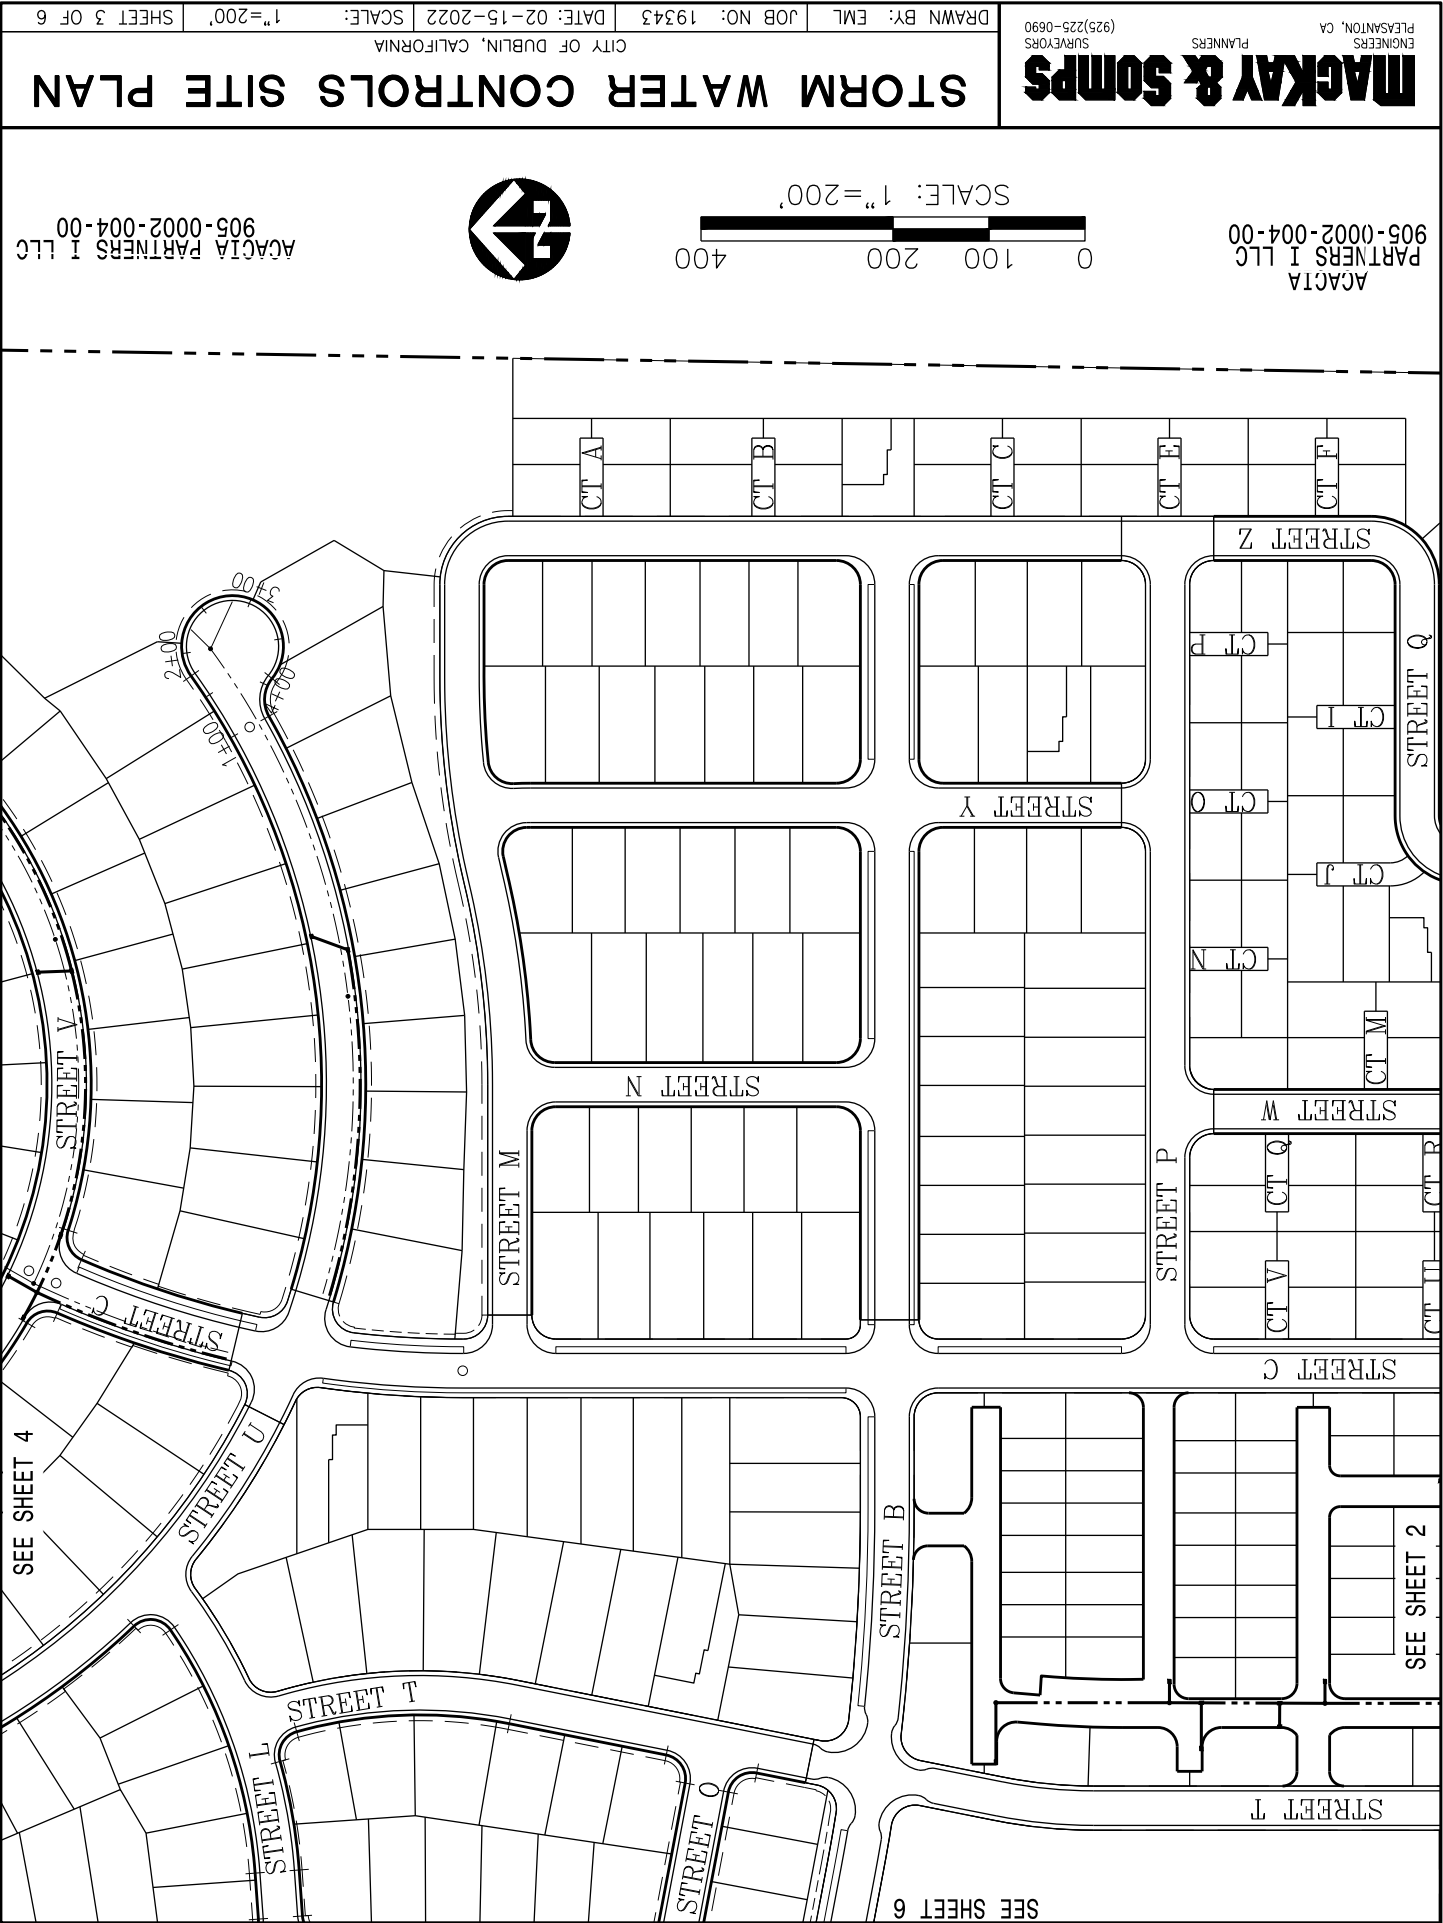 SEE SHEET 6
STREET T
STREET O
STREET L
STREET T
SEE SHEET 2
STREET B
STREET U
SEE SHEET 4
STREET C
STREET C
CT U
CT V
CT R
CT Q
STREET P
STREET M
STREET W
CT M
STREET N
STREET V
CT N
CT J
CT O
STREET Y
CT I
CT P
STREET Q
1+00
2+00
3+00
4+00
STREET Z
CT F
CT E
CT C
CT B
CT A
ACACIA
PARTNERS I LLC
905-0002-004-00
0 100 200 400
SCALE: 1"=200'
N
ACACIA PARTNERS I LLC
905-0002-004-00
MACKAY & SOMPS
ENGINEERS PLANNERS SURVEYORS
PLEASANTON, CA (925)225-0690
STORM WATER CONTROLS SITE PLAN
CITY OF DUBLIN, CALIFORNIA
DRAWN BY: EML JOB NO: 19343 DATE: 02-15-2022 SCALE: 1"=200' SHEET 3 OF 6